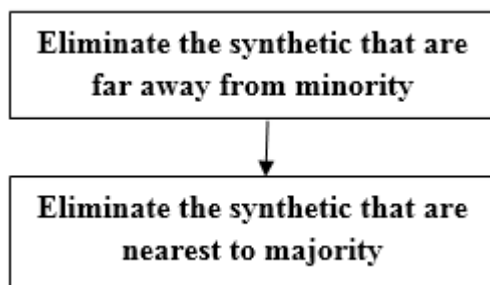 Eliminate the synthetic that are
far away from minority
Eliminate the synthetic that are
nearest to majority